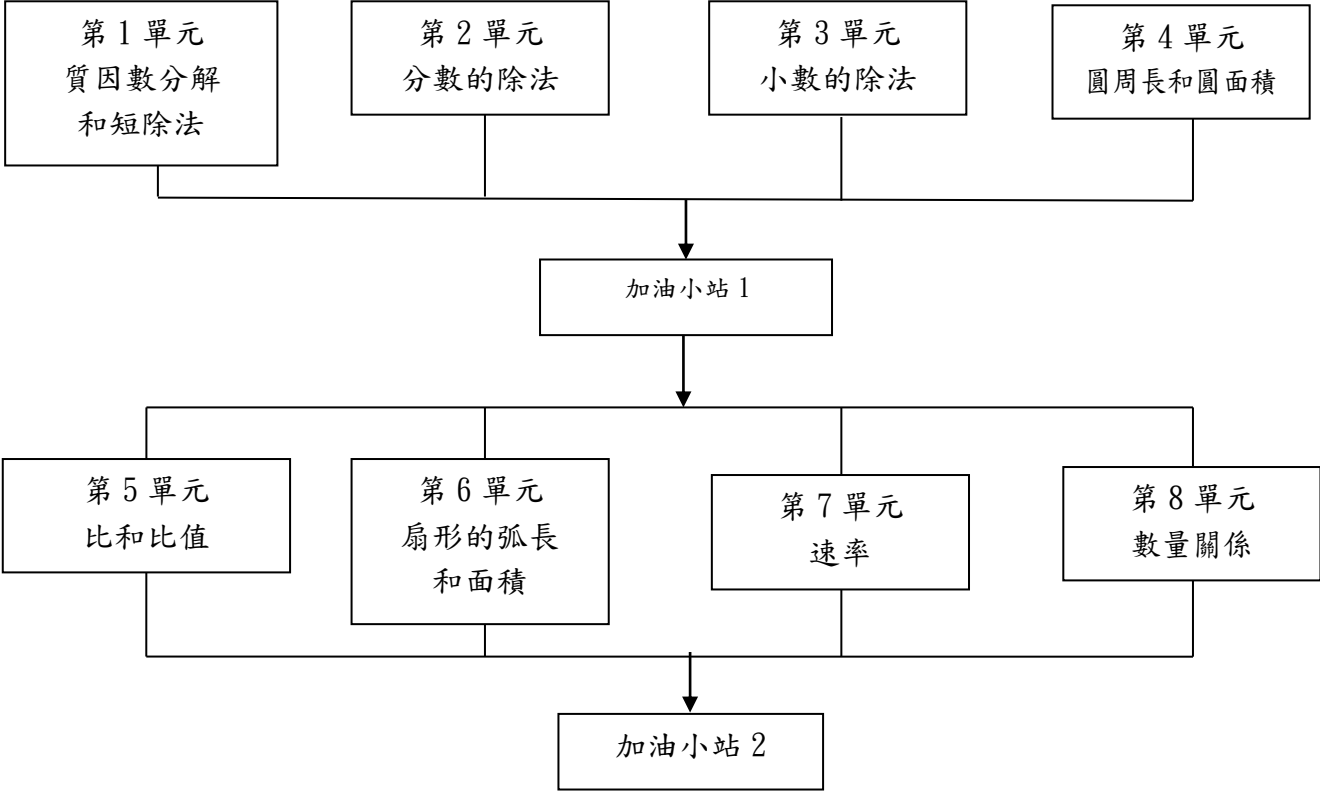 第1單元
質因數分解
和短除法
第2單元
分數的除法
第3單元
小數的除法
第4單元
圓周長和圓面積
加油小站1
第5單元
比和比值
第6單元
扇形的弧長
和面積
第7單元
速率
第8單元
數量關係
加油小站2